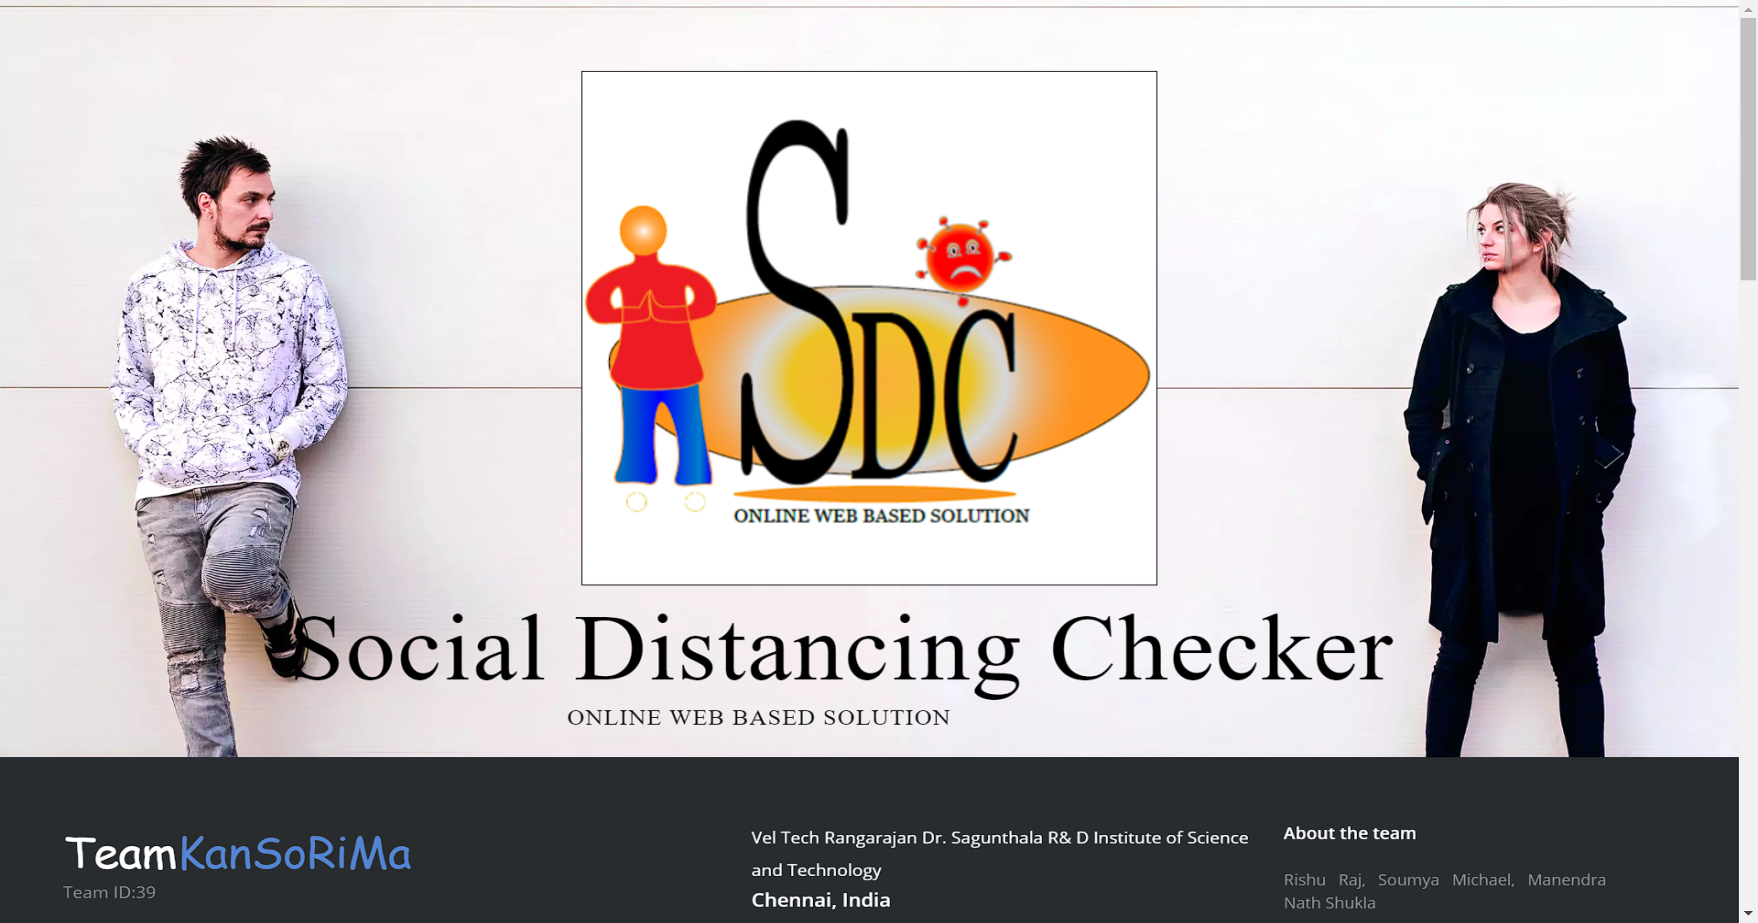 SDC
ONLINE WEB BASED SOLUTION
Social Distancing Checker
ONLINE WEB BASED SOLUTION
TeamKanSoRiMa
Team ID:39
Vel Tech Rangarajan Dr. Sagunthala R& D Institute of Science
and Technology
Chennai, India
About the team
Rishu Raj, Soumya Michael, Manendra
Nath Shukla